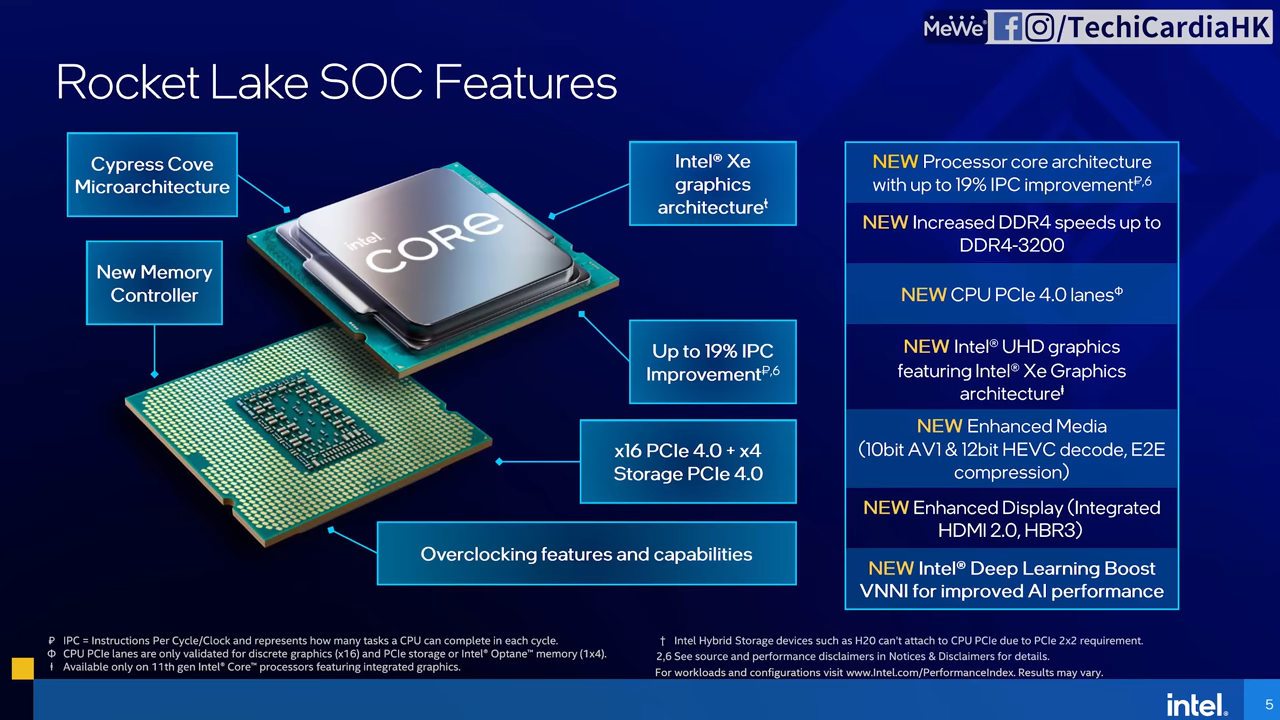 MeWe /TechiCardiaHK
Rocket Lake SOC Features
Cypress Cove
Microarchitecture
New Memory
Controller
intel
CORE
Intel® Xe
graphics
architectureƗ
Up to 19% IPC
Improvement₽,6
x16 PCIe 4.0 + x4
Storage PCIe 4.0
Overclocking features and capabilities
NEW Processor core architecture
with up to 19% IPC improvement₽,6
NEW Increased DDR4 speeds up to
DDR4-3200
NEW CPU PCIe 4.0 lanesΦ
NEW Intel® UHD graphics
featuring Intel® Xe Graphics
architectureƗ
NEW Enhanced Media
(10bit AV1 & 12bit HEVC decode, E2E
compression)
NEW Enhanced Display (Integrated
HDMI 2.0, HBR3)
NEW Intel® Deep Learning Boost
VNNI for improved AI performance
₽ IPC = Instructions Per Cycle/Clock and represents how many tasks a CPU can complete in each cycle.
Φ CPU PCIe lanes are only validated for discrete graphics (x16) and PCIe storage or Intel® Optane™ memory (1x4).
Ɨ Available only on 11th gen Intel® Core™ processors featuring integrated graphics.
† Intel Hybrid Storage devices such as H20 can't attach to CPU PCIe due to PCIe 2x2 requirement.
2,6 See source and performance disclaimers in Notices & Disclaimers for details.
For workloads and configurations visit www.Intel.com/PerformanceIndex. Results may vary.
intel.
5